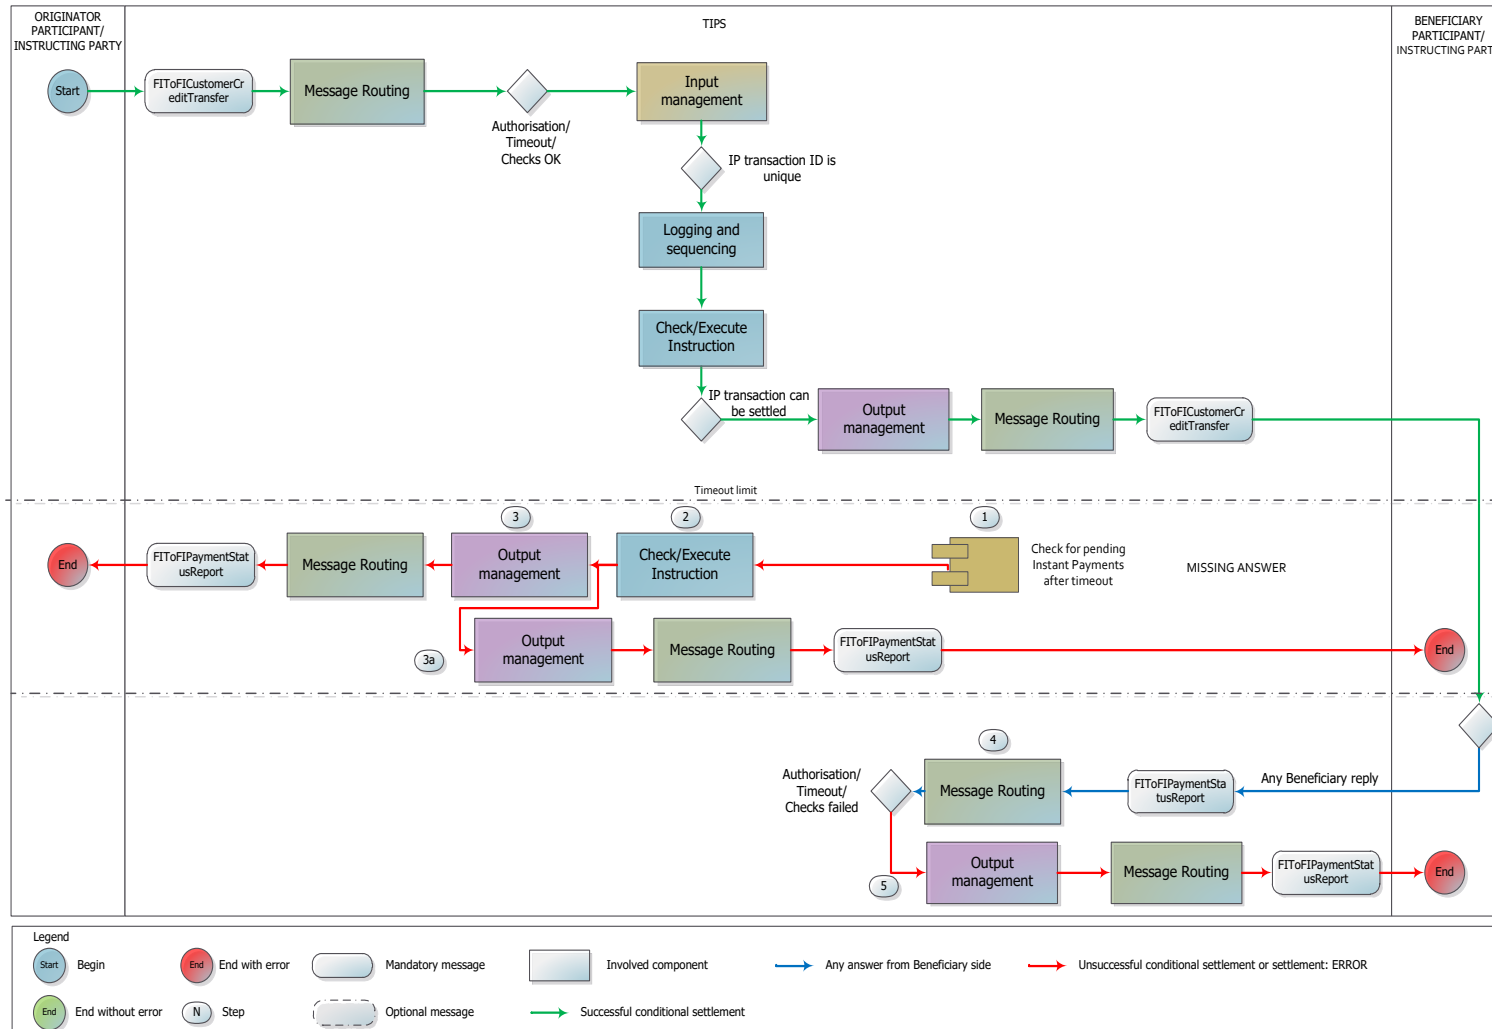 ORIGINATOR
PARTICIPANT/
INSTRUCTING PARTY
TIPS
BENEFICIARY
PARTICIPANT/
INSTRUCTING PART
Start
FIToFICustomerCr
editTransfer
Message Routing
Authorisation/
Timeout/
Checks OK
Input
management
IP transaction ID is
unique
Logging and
sequencing
Check/Execute
Instruction
IP transaction can
be settled
Output
management
Message Routing
FIToFICustomerCr
editTransfer
Timeout limit
3
2
1
End
FIToFIPaymentStat
usReport
Message Routing
Output
management
Check/Execute
Instruction
Check for pending
Instant Payments
after timeout
MISSING ANSWER
3a
Output
management
Message Routing
FIToFIPaymentStat
usReport
End
4
Authorisation/
Timeout/
Checks failed
Message Routing
FIToFIPaymentSta
tusReport
Any Beneficiary reply
5
Output
management
Message Routing
FIToFIPaymentStat
usReport
End
Legend
Start
Begin
End
End with error
Mandatory message
Involved component
Any answer from Beneficiary side
Unsuccessful conditional settlement or settlement: ERROR
End
End without error
N
Step
Optional message
Successful conditional settlement